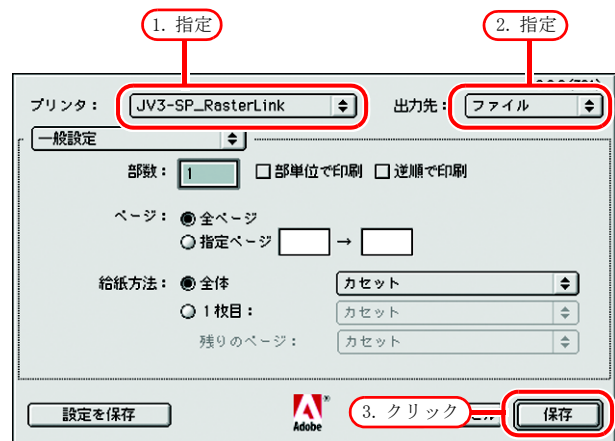 1. 指定
2. 指定
プリンタ： JV3-SP_RasterLink 出力先： ファイル
一般設定
部数： 1 部単位で印刷 逆順で印刷
ページ： 全ページ
指定ページ →
給紙方法： 全体 カセット
1枚目： カセット
残りのページ： カセット
設定を保存 Adobe 3. クリック 保存